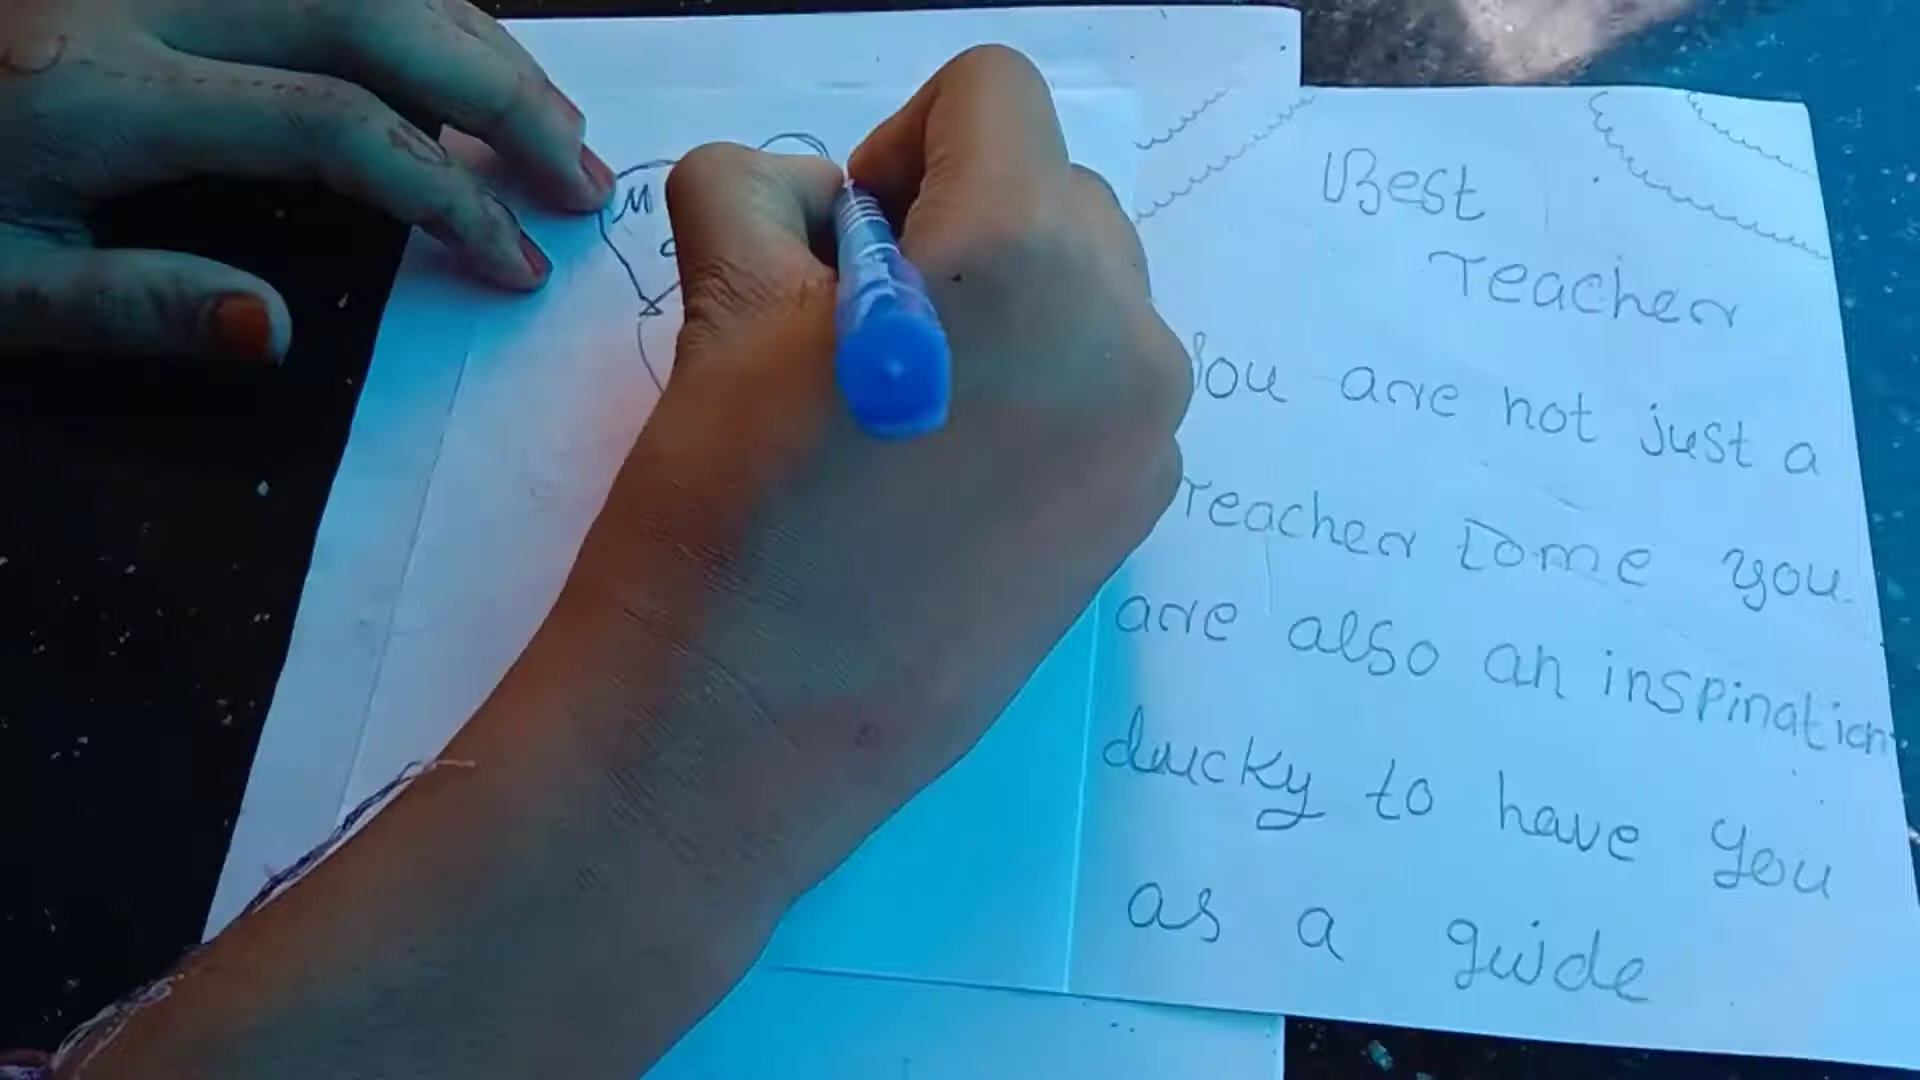 M
Best
Teacher
You are not just a
Teacher to me you
are also an inspiration
Lucky to have you
as a guide